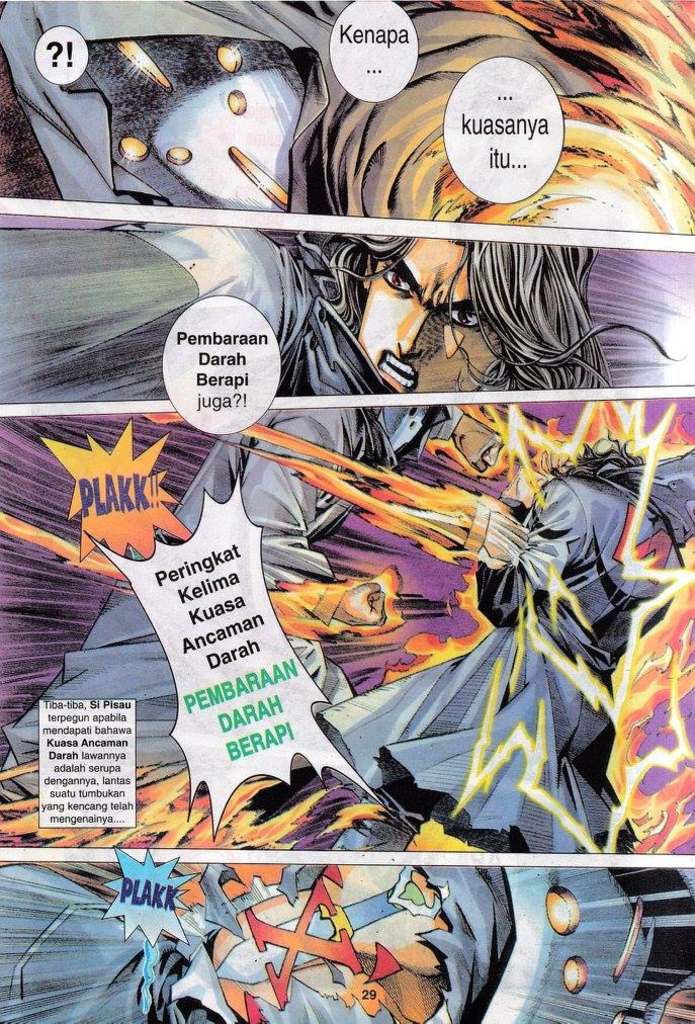 ?!
Kenapa
...
...
kuasanya
itu...
Pembaraan
Darah
Berapi
juga?!
PLAKK!!
Peringkat
Kelima
Kuasa
Ancaman
Darah
PEMBARAAN
DARAH
BERAPI
Tiba-tiba, Si Pisau
terpegun apabila
mendapati bahawa
Kuasa Ancaman
Darah lawannya
adalah serupa
dengannya, lantas
suatu tumbukan
yang kencang telah
mengenainya....
PLAKK
29